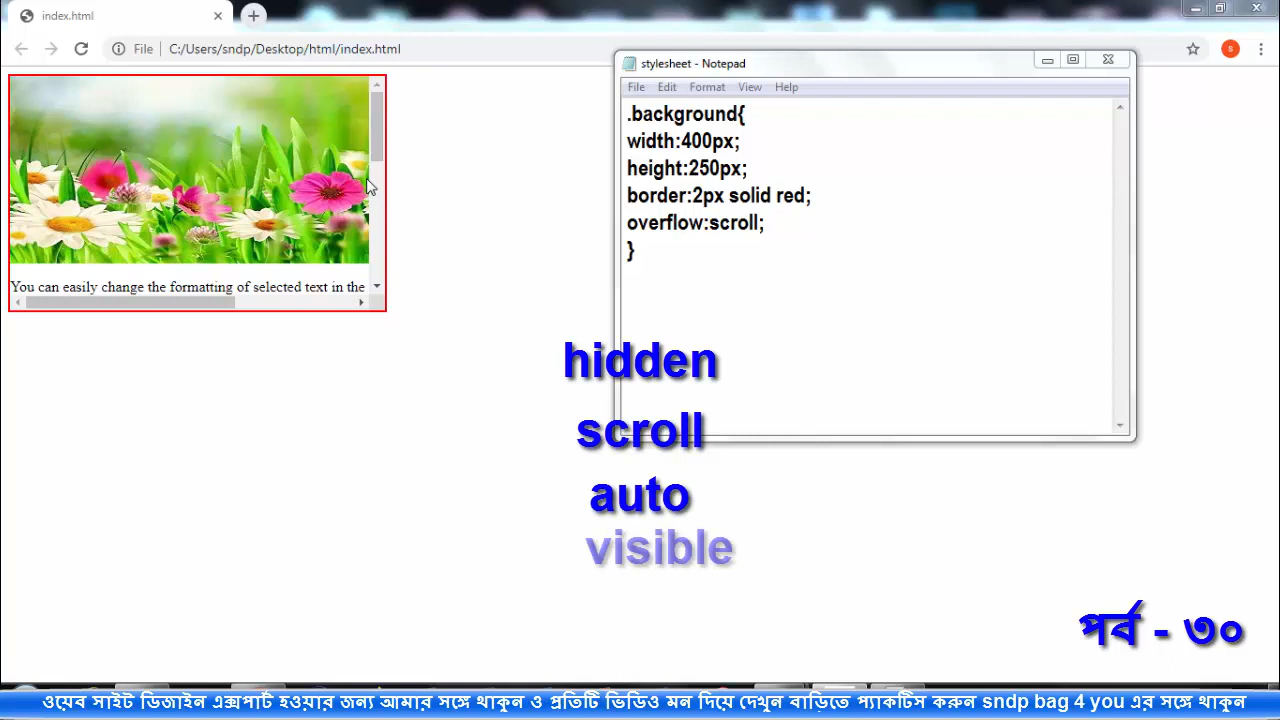 index.html
File C:/Users/sndp/Desktop/html/index.html
s
stylesheet - Notepad
File Edit Format View Help
.background{
width:400px;
height:250px;
border:2px solid red;
overflow:scroll;
}
You can easily change the formatting of selected text in the
hidden
scroll
auto
visible
পর্ব - ৩০
ওয়েব সাইট ডিজাইন এক্সপার্ট হওয়ার জন্য আমার সঙ্গে থাকুন ও প্রতিটি ভিডিও মন দিয়ে দেখুন বাড়িতে প্যাকটিস করুন sndp bag 4 you এর সঙ্গে থাকুন